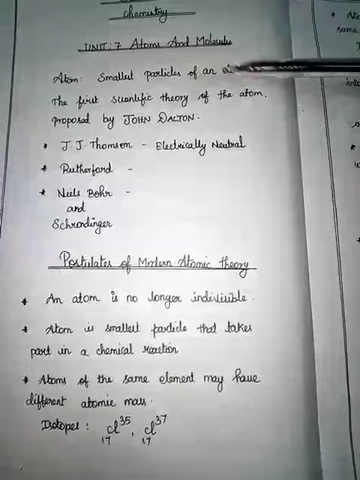 chemistry
UNIT: 7 Atoms And Molecules
Atom: Smallest particles of an
The first scientific theory of the atom.
proposed by JOHN DALTON.
* J.J. Thomson - Electrically Neutral
* Rutherford -
* Niels Bohr -
and
Schrodinger
Postulates of Modern Atomic theory
* An atom is no longer indivisible.
* Atom is smallest particle that takes
part in a chemical reaction
* Atoms of the same element may have
different atomic mass.
Isotopes: 17Cl35, 17Cl37
* At
same